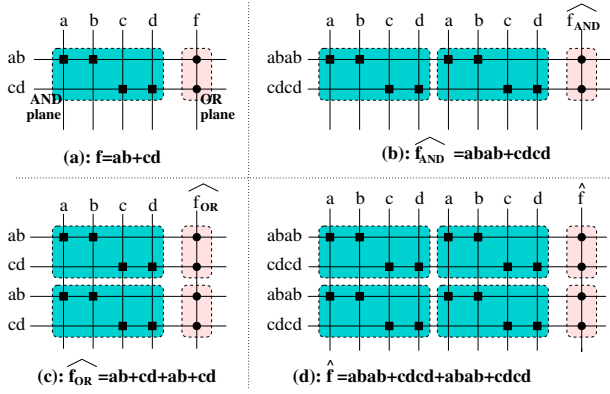 a b c d f
ab
cd
AND plane
OR plane
(a): f=ab+cd
a b c d a b c d f̂AND
abab
cdcd
(b): f̂AND =abab+cdcd
a b c d f̂OR
ab
cd
ab
cd
(c): f̂OR =ab+cd+ab+cd
a b c d a b c d f̂
abab
cdcd
abab
cdcd
(d): f̂ =abab+cdcd+abab+cdcd